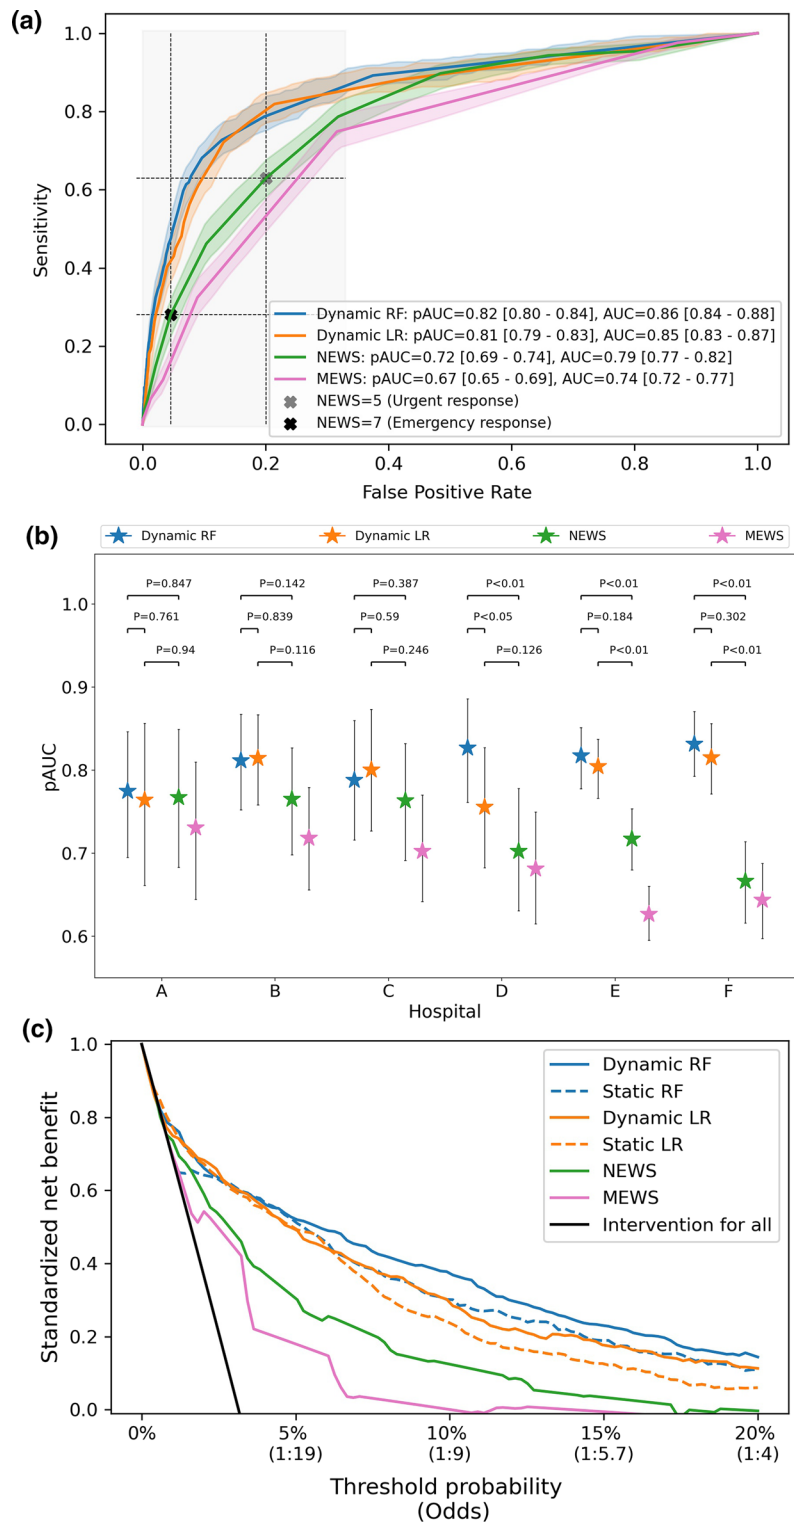 (a)
1.0
0.8
0.6
0.4
0.2
0.0
Sensitivity
Dynamic RF: pAUC=0.82 [0.80 - 0.84], AUC=0.86 [0.84 - 0.88]
Dynamic LR: pAUC=0.81 [0.79 - 0.83], AUC=0.85 [0.83 - 0.87]
NEWS: pAUC=0.72 [0.69 - 0.74], AUC=0.79 [0.77 - 0.82]
MEWS: pAUC=0.67 [0.65 - 0.69], AUC=0.74 [0.72 - 0.77]
NEWS=5 (Urgent response)
NEWS=7 (Emergency response)
0.0 0.2 0.4 0.6 0.8 1.0
False Positive Rate
(b)
Dynamic RF Dynamic LR NEWS MEWS
P=0.847 P=0.142 P=0.387 P<0.01 P<0.01 P<0.01
P=0.761 P=0.839 P=0.59 P<0.05 P=0.184 P=0.302
P=0.94 P=0.116 P=0.246 P=0.126 P<0.01 P<0.01
1.0
0.9
0.8
0.7
0.6
pAUC
A B C D E F
Hospital
(c)
1.0
0.8
0.6
0.4
0.2
0.0
Standardized net benefit
Dynamic RF
Static RF
Dynamic LR
Static LR
NEWS
MEWS
Intervention for all
0% 5% 10% 15% 20%
(1:19) (1:9) (1:5.7) (1:4)
Threshold probability
(Odds)